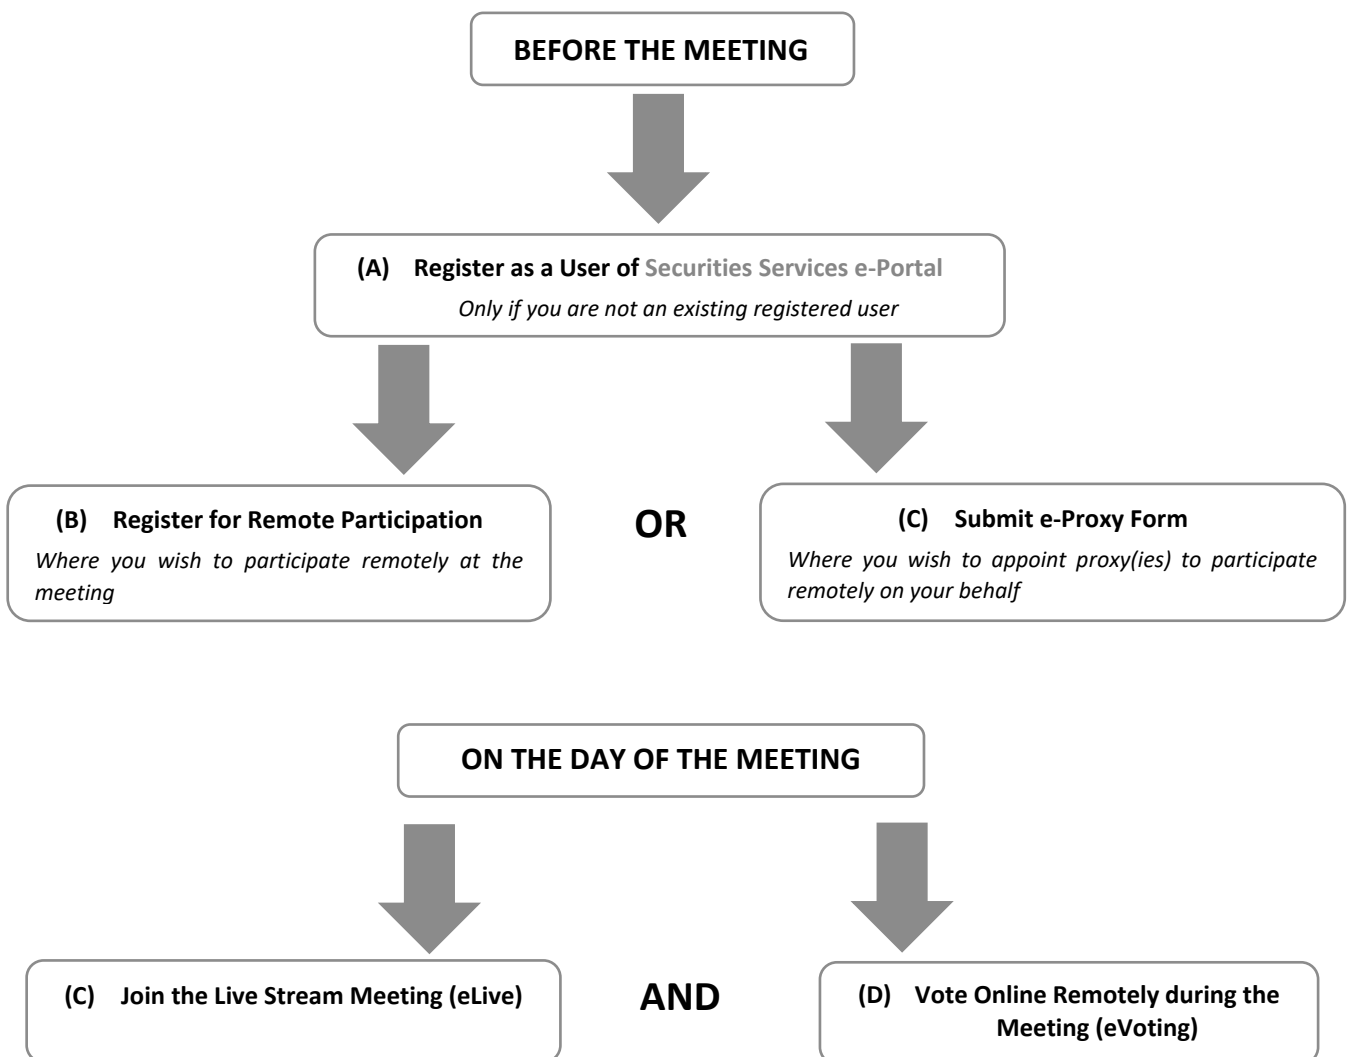 BEFORE THE MEETING
(A) Register as a User of Securities Services e-Portal
Only if you are not an existing registered user
(B) Register for Remote Participation
Where you wish to participate remotely at the
meeting
OR
(C) Submit e-Proxy Form
Where you wish to appoint proxy(ies) to participate
remotely on your behalf
ON THE DAY OF THE MEETING
(C) Join the Live Stream Meeting (eLive)
AND
(D) Vote Online Remotely during the
Meeting (eVoting)